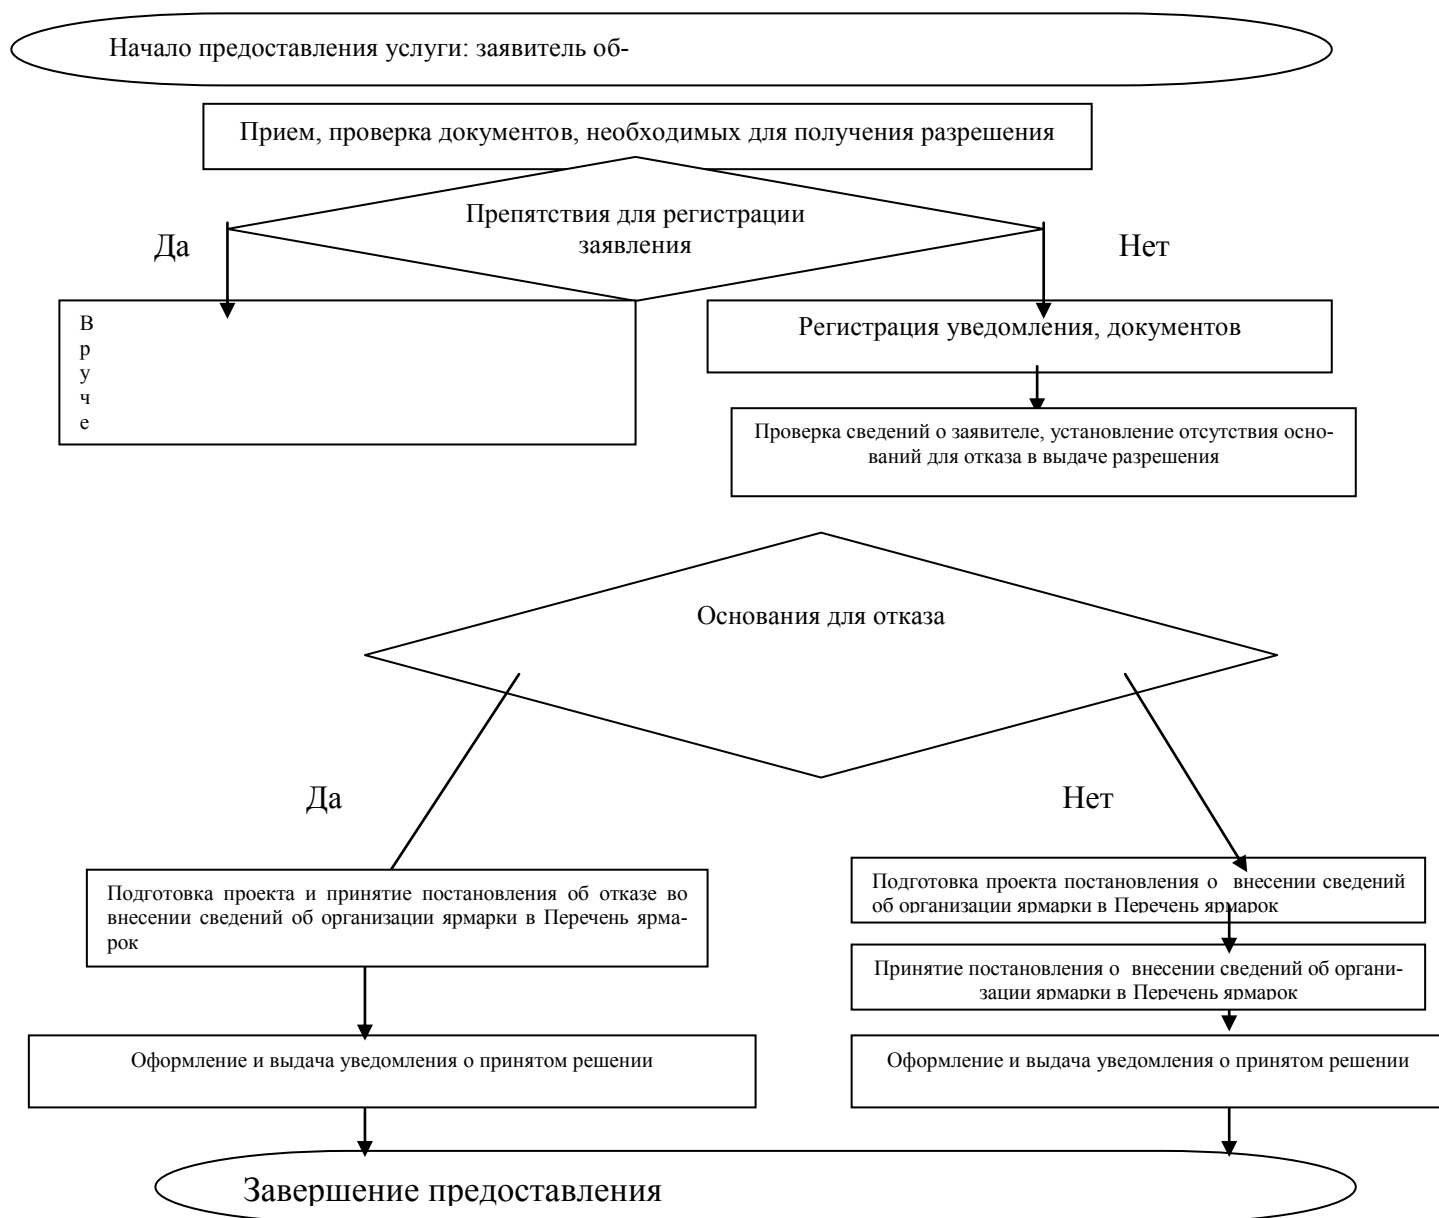 Начало предоставления услуги: заявитель об-
Прием, проверка документов, необходимых для получения разрешения
Препятствия для регистрации
заявления
Да
Нет
В
р
у
ч
е
Регистрация уведомления, документов
Проверка сведений о заявителе, установление отсутствия осно-
ваний для отказа в выдаче разрешения
Основания для отказа
Да
Нет
Подготовка проекта и принятие постановления об отказе во
внесении сведений об организации ярмарки в Перечень ярма-
рок
Подготовка проекта постановления о внесении сведений
об организации ярмарки в Перечень ярмарок
Принятие постановления о внесении сведений об органи-
зации ярмарки в Перечень ярмарок
Оформление и выдача уведомления о принятом решении
Оформление и выдача уведомления о принятом решении
Завершение предоставления